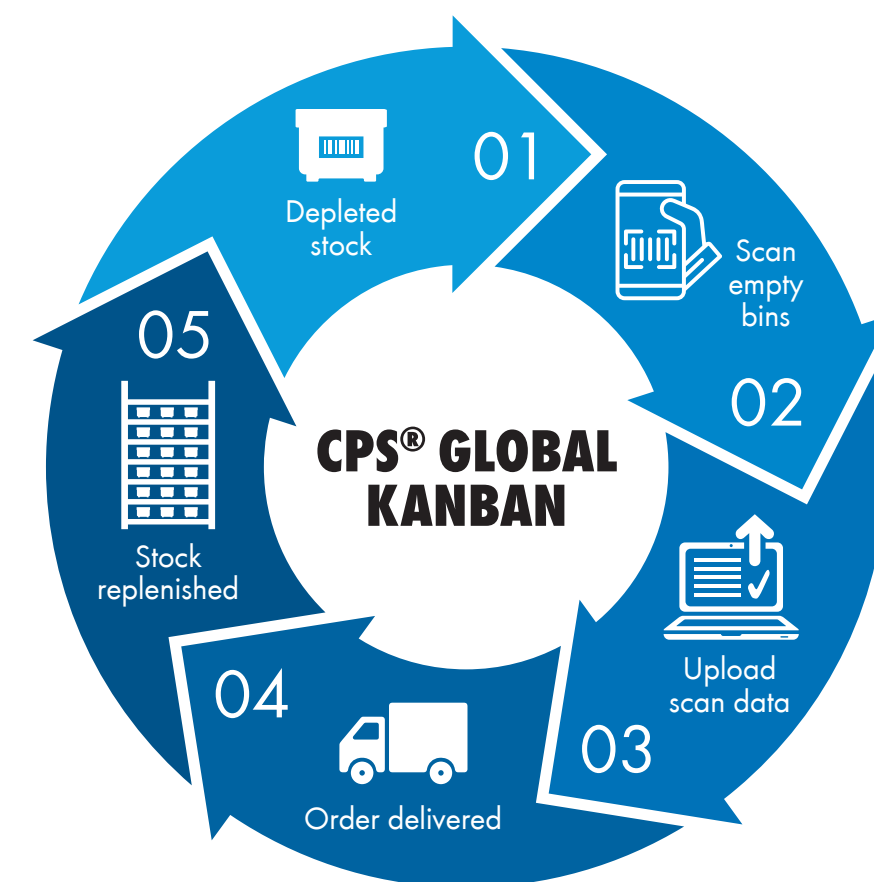 01
Depleted
stock
Scan
empty
bins
02
Upload
scan data
03
Order delivered
04
Stock
replenished
05
CPS® GLOBAL
KANBAN